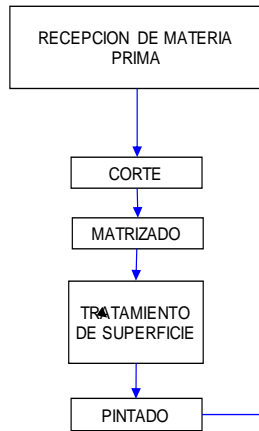 RECEPCION DE MATERIA
PRIMA
CORTE
MATRIZADO
TRATAMIENTO
DE SUPERFICIE
PINTADO